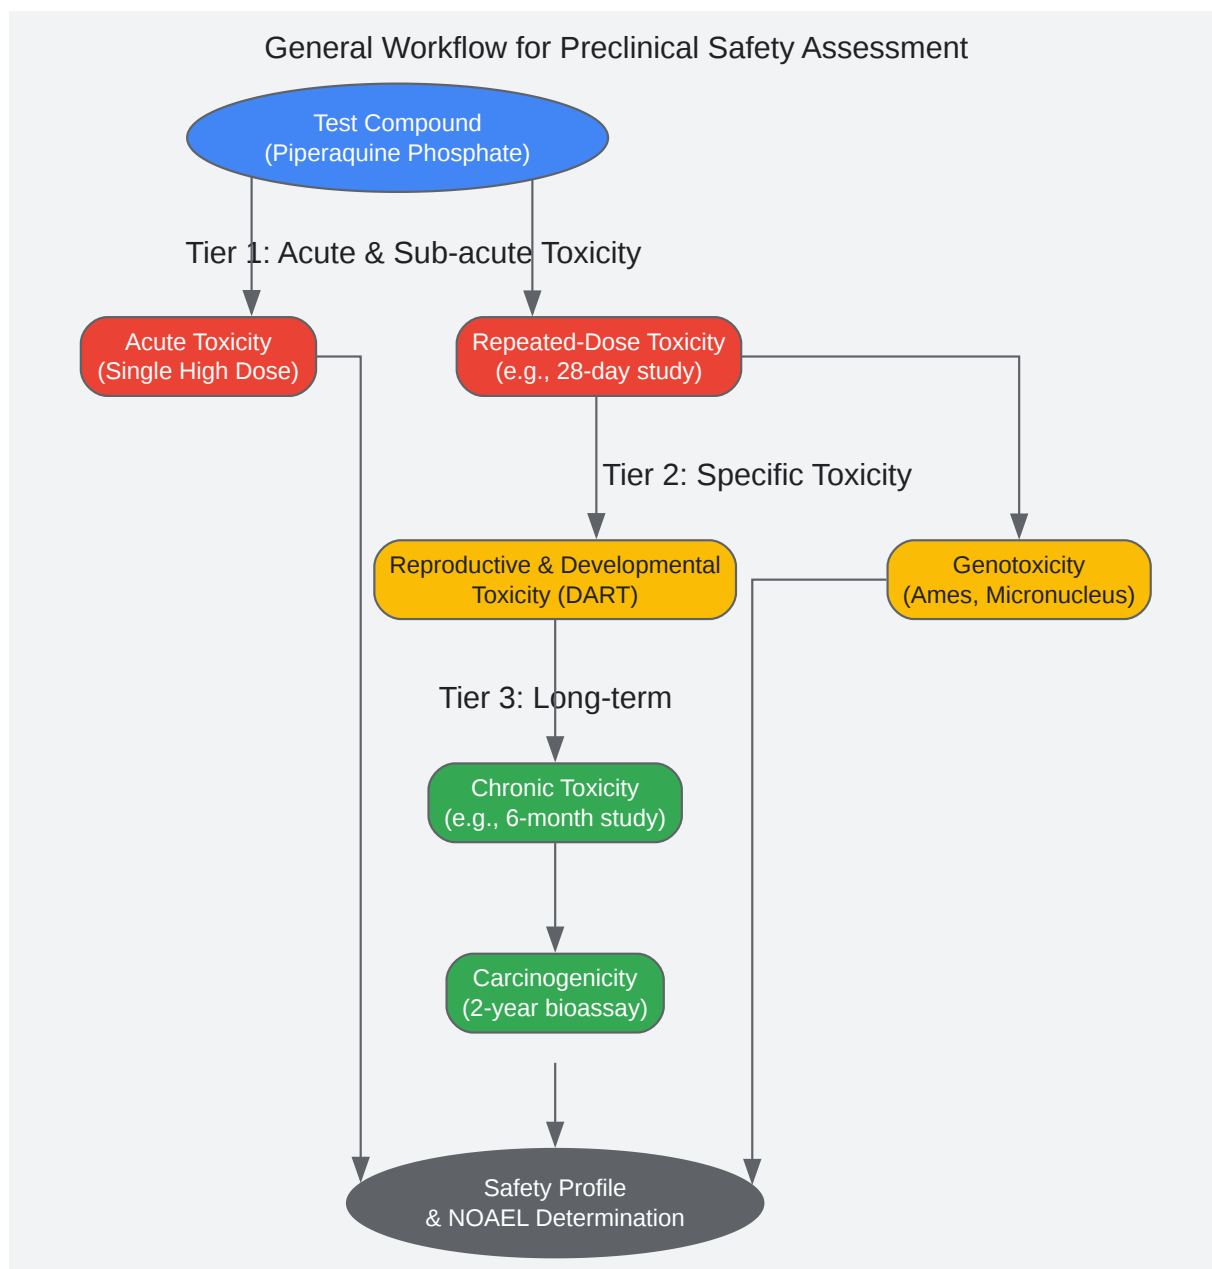 General Workflow for Preclinical Safety Assessment
Test Compound
(Piperaquine Phosphate)
Tier 1: Acute & Sub-acute Toxicity
Acute Toxicity
(Single High Dose)
Repeated-Dose Toxicity
(e.g., 28-day study)
Tier 2: Specific Toxicity
Reproductive & Developmental
Toxicity (DART)
Genotoxicity
(Ames, Micronucleus)
Tier 3: Long-term
Chronic Toxicity
(e.g., 6-month study)
Carcinogenicity
(2-year bioassay)
Safety Profile
& NOAEL Determination